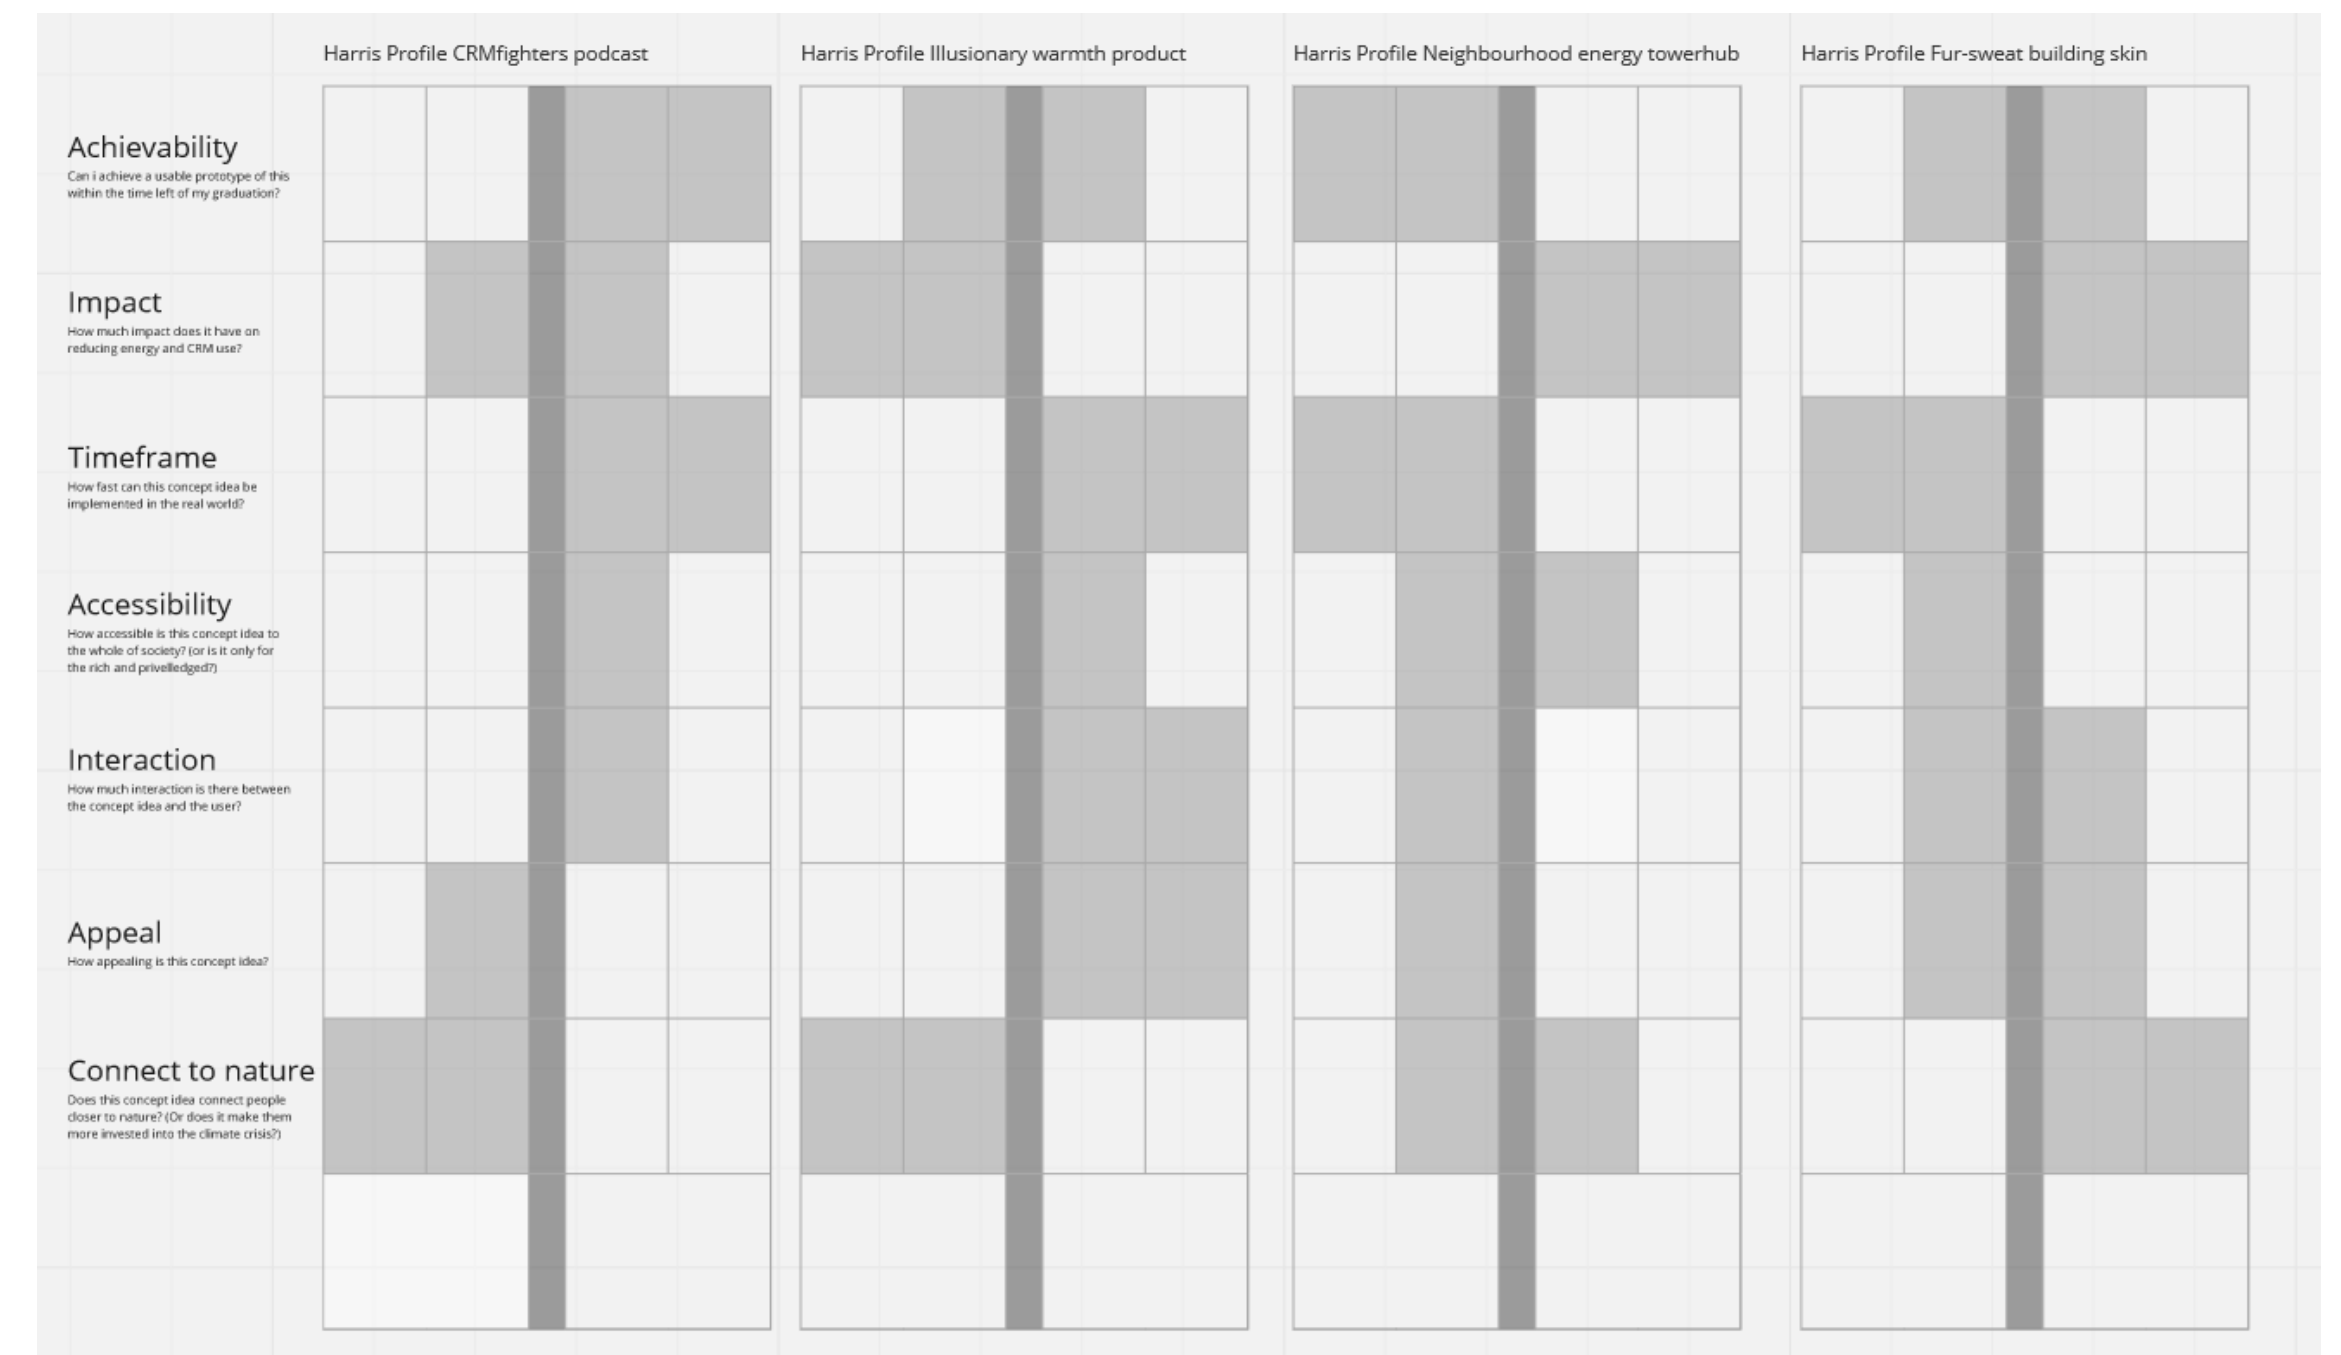 Harris Profile CRMfighters podcast
Harris Profile Illusionary warmth product
Harris Profile Neighbourhood energy towerhub
Harris Profile Fur-sweat building skin
Achievability
Can i achieve a usable prototype of this
within the time left of my graduation?
Impact
How much impact does it have on
reducing energy and CRM use?
Timeframe
How fast can this concept idea be
implemented in the real world?
Accessibility
How accessible is this concept idea to
the whole of society? (or is it only for
the rich and privelledged?)
Interaction
How much interaction is there between
the concept idea and the user?
Appeal
How appealing is this concept idea?
Connect to nature
Does this concept idea connect people
closer to nature? (Or does it make them
more invested into the climate crisis?)